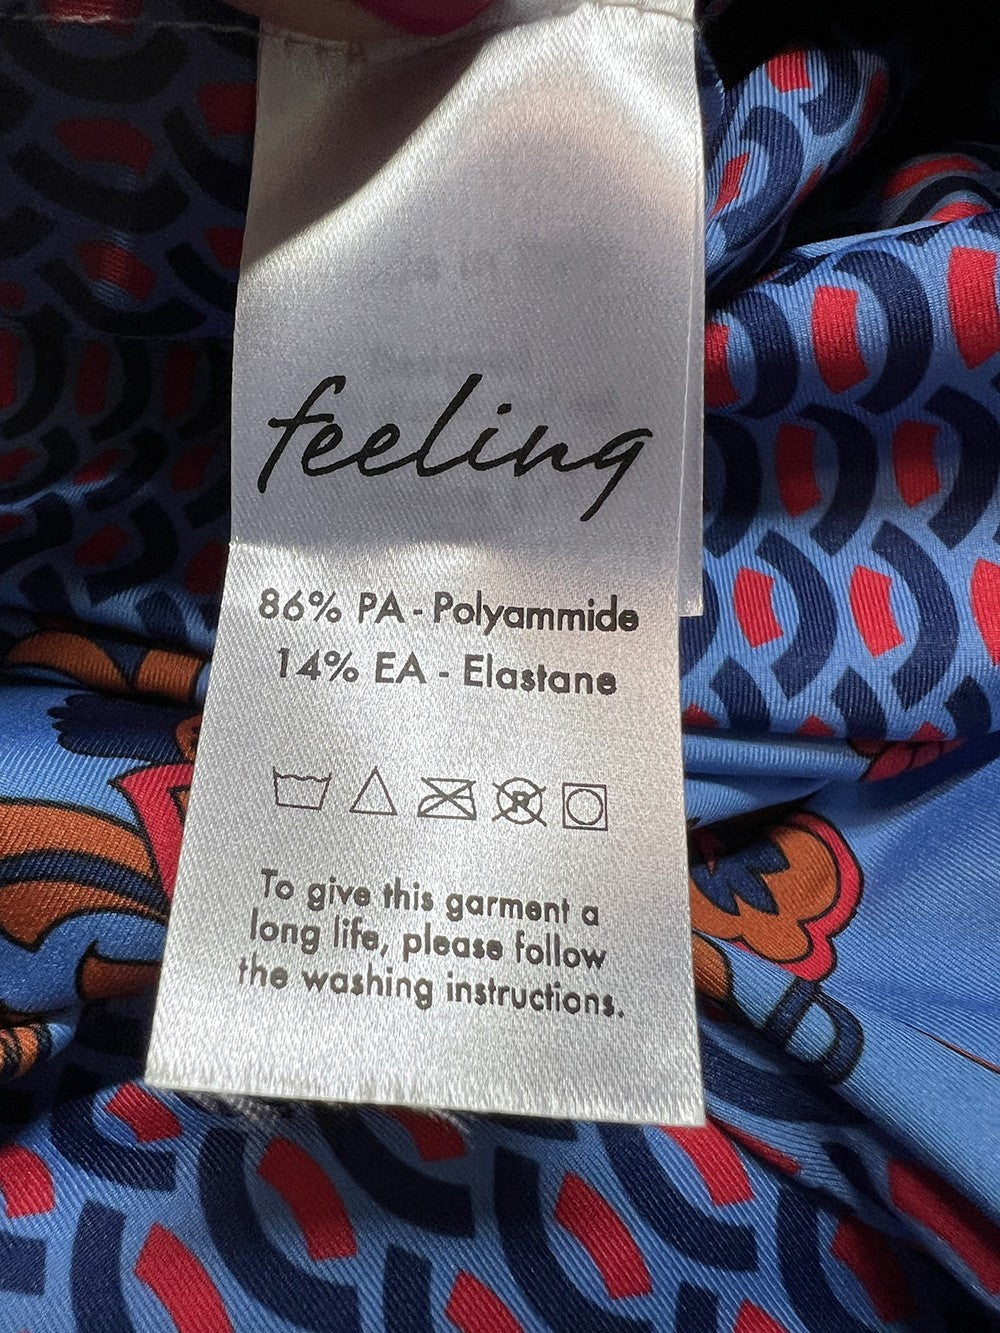 feeling
86% PA - Polyammide
14% EA - Elastane
To give this garment a
long life, please follow
the washing instructions.